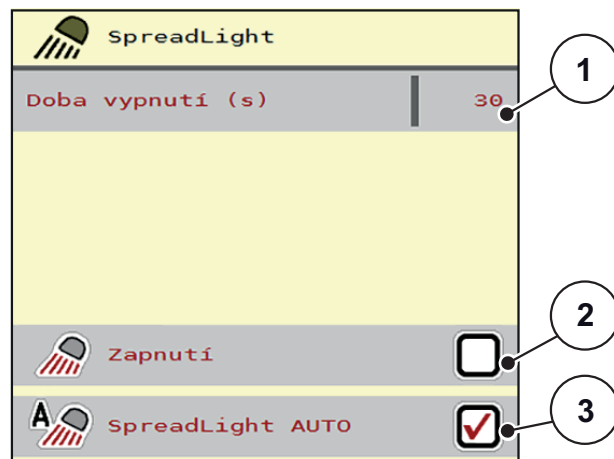 SpreadLight
Doba vypnutí (s) 30
1
Zapnutí
2
A SpreadLight AUTO
3